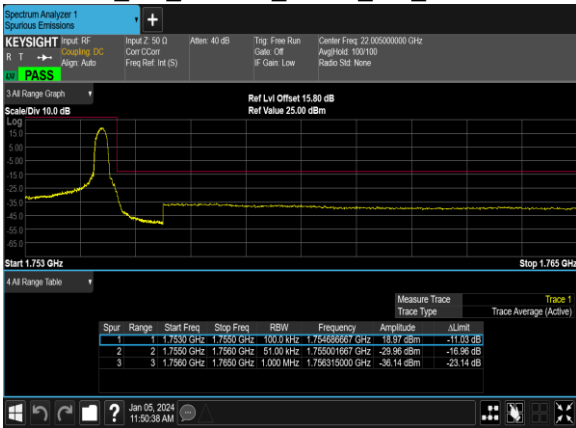 Spectrum Analyzer 1
Spurious Emissions
KEYSIGHT Input: RF Input Z: 50 Ω Atten: 40 dB Trig: Free Run Center Freq: 22.005000000 GHz
R T Coupling: DC Corr CCorr Gate: Off Avg|Hold: 100/100
Align: Auto Freq Ref: Int (S) IF Gain: Low Radio Std: None
PASS
3 All Range Graph
Ref Lvl Offset 15.80 dB
Scale/Div 10.0 dB Ref Value 25.00 dBm
Log
15.0
5.00
-5.00
-15.0
-25.0
-35.0
-45.0
-55.0
-65.0
Start 1.753 GHz Stop 1.765 GHz
4 All Range Table
Measure Trace Trace 1
Trace Type Trace Average (Active)
Spur Range Start Freq Stop Freq RBW Frequency Amplitude ΔLimit
1 1 1.7530 GHz 1.7550 GHz 100.0 kHz 1.754686667 GHz 18.97 dBm -11.03 dB
2 2 1.7550 GHz 1.7560 GHz 51.00 kHz 1.755001667 GHz -29.96 dBm -16.96 dB
3 3 1.7560 GHz 1.7650 GHz 1.000 MHz 1.756315000 GHz -36.14 dBm -23.14 dB
Jan 05, 2024
11:50:38 AM